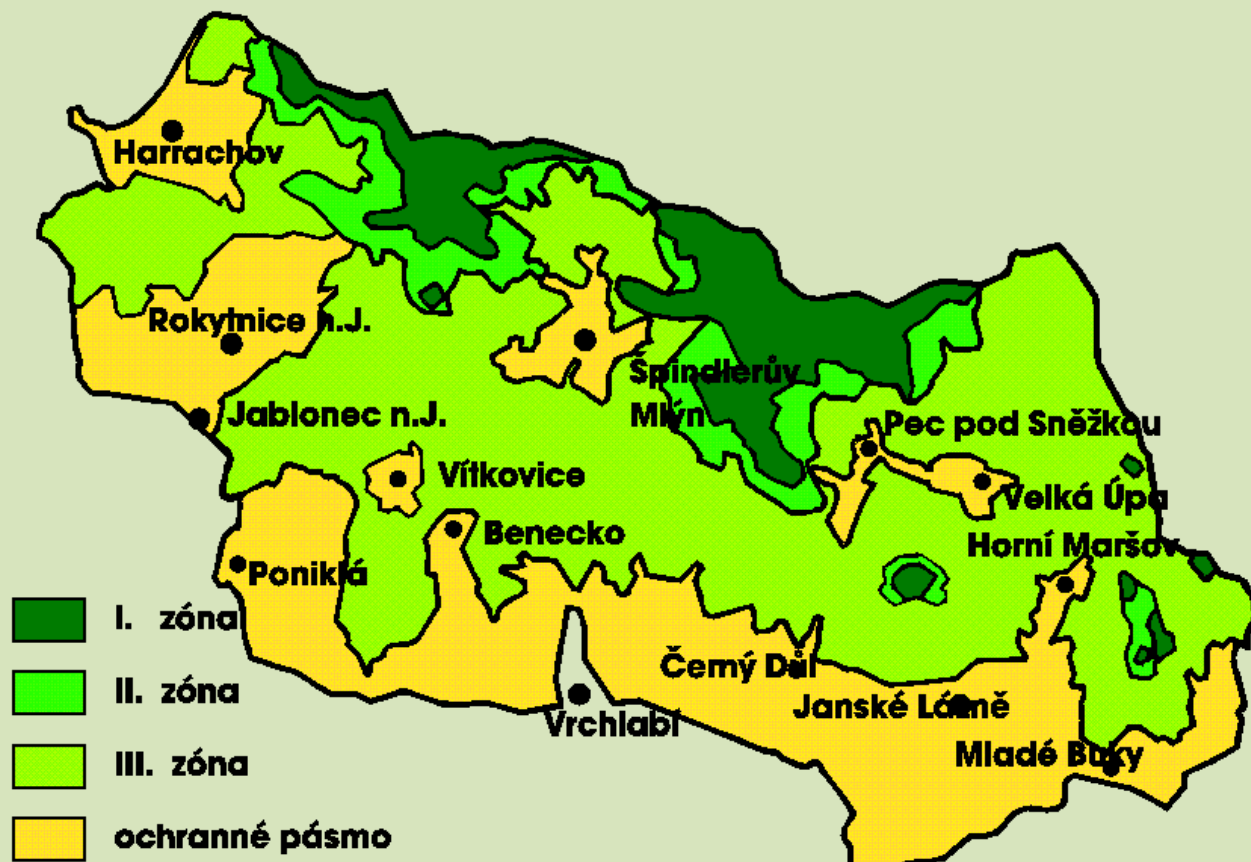 Harrachov
Rokytnice n.J.
Špindlerův
Mlýn
Jablonec n.J.
Pec pod Sněžkou
Vítkovice
Velká Úpa
Benecko
Horní Maršov
Poniklá
I. zóna
Černý Důl
II. zóna
Janské Lázně
Vrchlabí
Mladé Buky
III. zóna
ochranné pásmo